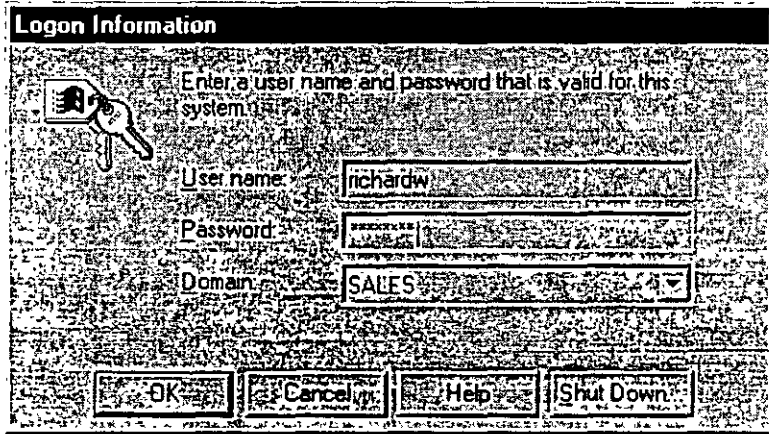 Logon Information
Enter a user name and password that is valid for this
system.
User name: richardw
Password: ********
Domain: SALES
OK Cancel Help Shut Down...